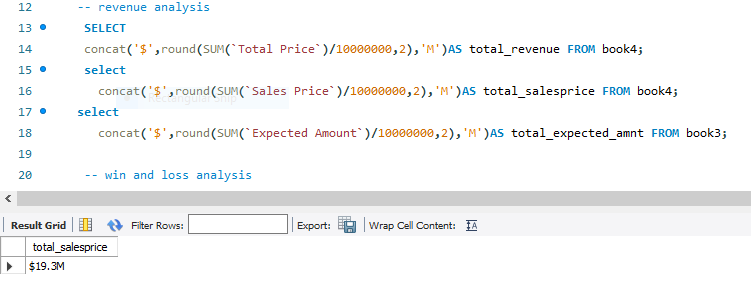 12 -- revenue analysis
13 SELECT
14 concat('$',round(SUM(`Total Price`)/10000000,2),'M')AS total_revenue FROM book4;
15 select
16 concat('$',round(SUM(`Sales Price`)/10000000,2),'M')AS total_salesprice FROM book4;
17 select
18 concat('$',round(SUM(`Expected Amount`)/10000000,2),'M')AS total_expected_amnt FROM book3;
19
20 -- win and loss analysis
Result Grid Filter Rows: Export: Wrap Cell Content: IA
total_salesprice
$19.3M